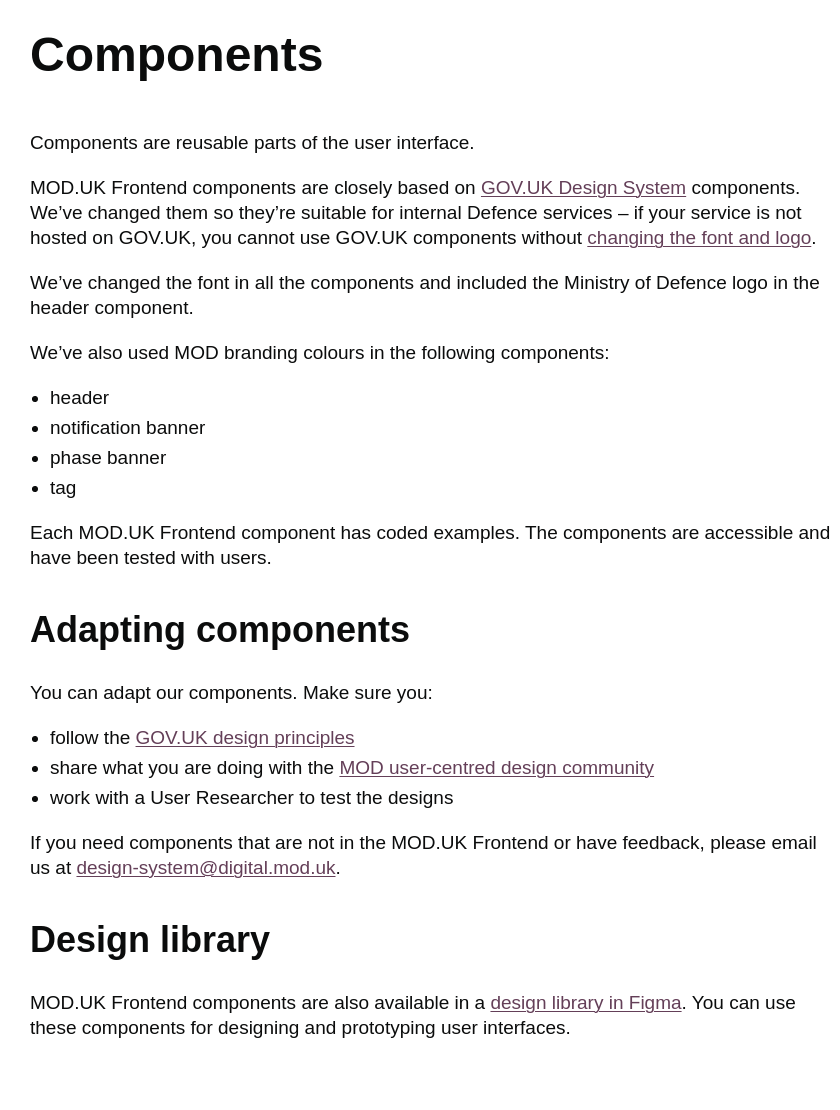 Components
Components are reusable parts of the user interface.
MOD.UK Frontend components are closely based on GOV.UK Design System components.
We’ve changed them so they’re suitable for internal Defence services – if your service is not
hosted on GOV.UK, you cannot use GOV.UK components without changing the font and logo.
We’ve changed the font in all the components and included the Ministry of Defence logo in the
header component.
We’ve also used MOD branding colours in the following components:
• header
• notification banner
• phase banner
• tag
Each MOD.UK Frontend component has coded examples. The components are accessible and
have been tested with users.
Adapting components
You can adapt our components. Make sure you:
• follow the GOV.UK design principles
• share what you are doing with the MOD user-centred design community
• work with a User Researcher to test the designs
If you need components that are not in the MOD.UK Frontend or have feedback, please email
us at design-system@digital.mod.uk.
Design library
MOD.UK Frontend components are also available in a design library in Figma. You can use
these components for designing and prototyping user interfaces.